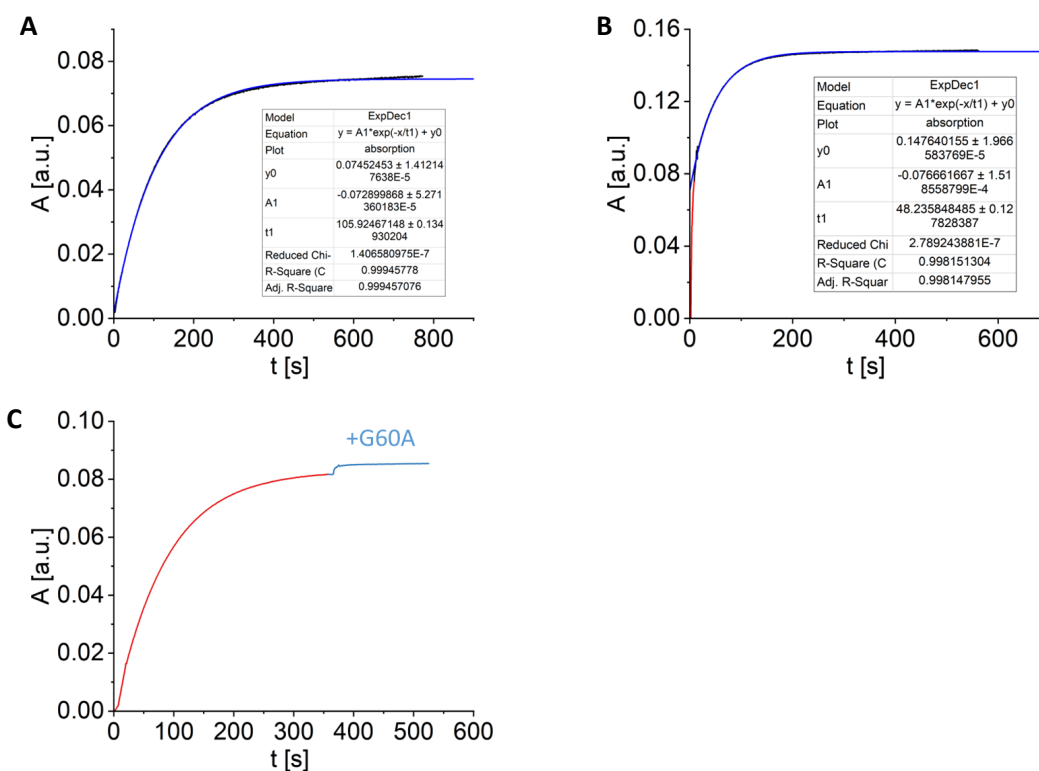 A
A [a.u.]
0.08
0.06
0.04
0.02
0.00
0 200 400 600 800
t [s]
Model ExpDec1
Equation y = A1*exp(-x/t1) + y0
Plot absorption
y0 0.07452453 ± 1.41214
7638E-5
A1 -0.072899868 ± 5.271
360183E-5
t1 105.92467148 ± 0.134
930204
Reduced Chi- 1.406580975E-7
R-Square (C 0.99945778
Adj. R-Square 0.999457076
B
A [a.u.]
0.16
0.12
0.08
0.04
0.00
0 200 400 600
t [s]
Model ExpDec1
Equation y = A1*exp(-x/t1) + y0
Plot absorption
y0 0.147640155 ± 1.966
583769E-5
A1 -0.076661667 ± 1.51
8558799E-4
t1 48.235848485 ± 0.12
7828387
Reduced Chi 2.789243881E-7
R-Square (C 0.998151304
Adj. R-Squar 0.998147955
C
A [a.u.]
0.10
0.08
0.06
0.04
0.02
0.00
+G60A
0 100 200 300 400 500 600
t [s]